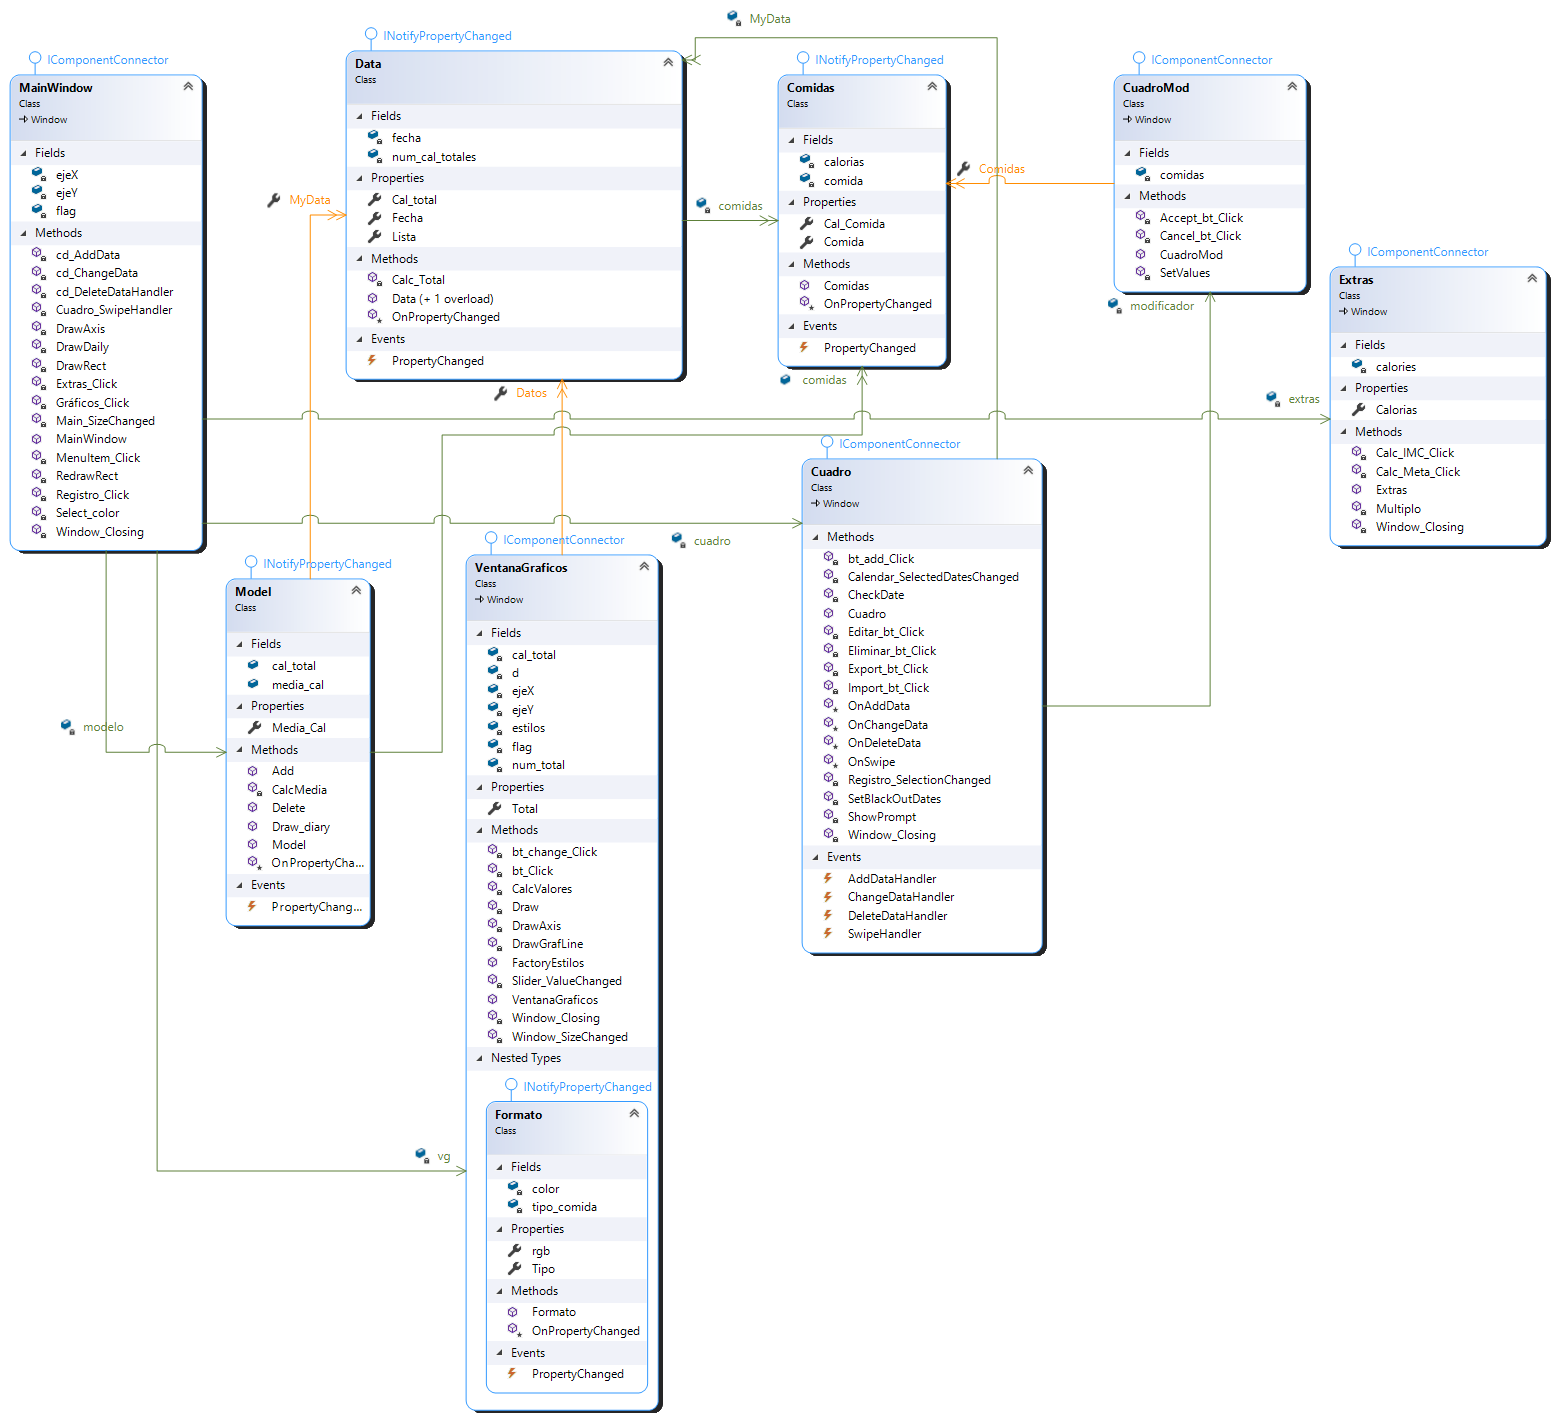 MyData
INotifyPropertyChanged
Data
Class
Fields
fecha
num_cal_totales
Properties
Cal_total
Fecha
Lista
Methods
Calc_Total
Data (+ 1 overload)
OnPropertyChanged
Events
PropertyChanged
IComponentConnector
MainWindow
Class
Window
Fields
ejeX
ejeY
flag
Methods
cd_AddData
cd_ChangeData
cd_DeleteDataHandler
Cuadro_SwipeHandler
DrawAxis
DrawDaily
DrawRect
Extras_Click
Gráficos_Click
Main_SizeChanged
MainWindow
MenuItem_Click
RedrawRect
Registro_Click
Select_color
Window_Closing
MyData
comidas
INotifyPropertyChanged
Comidas
Class
Fields
calorias
comida
Properties
Cal_Comida
Comida
Methods
Comidas
OnPropertyChanged
Events
PropertyChanged
Comidas
IComponentConnector
CuadroMod
Class
Window
Fields
comidas
Methods
Accept_bt_Click
Cancel_bt_Click
CuadroMod
SetValues
modificador
IComponentConnector
Extras
Class
Window
Fields
calories
Properties
Calorias
Methods
Calc_IMC_Click
Calc_Meta_Click
Extras
Multiplo
Window_Closing
extras
comidas
Datos
cuadro
IComponentConnector
Cuadro
Class
Window
Methods
bt_add_Click
Calendar_SelectedDatesChanged
CheckDate
Cuadro
Editar_bt_Click
Eliminar_bt_Click
Export_bt_Click
Import_bt_Click
OnAddData
OnChangeData
OnDeleteData
OnSwipe
Registro_SelectionChanged
SetBlackOutDates
ShowPrompt
Window_Closing
Events
AddDataHandler
ChangeDataHandler
DeleteDataHandler
SwipeHandler
INotifyPropertyChanged
Model
Class
Fields
cal_total
media_cal
Properties
Media_Cal
Methods
Add
CalcMedia
Delete
Draw_diary
Model
OnPropertyCha...
Events
PropertyChang...
modelo
IComponentConnector
VentanaGraficos
Class
Window
Fields
cal_total
d
ejeX
ejeY
estilos
flag
num_total
Properties
Total
Methods
bt_change_Click
bt_Click
CalcValores
Draw
DrawAxis
DrawGrafLine
FactoryEstilos
Slider_ValueChanged
VentanaGraficos
Window_Closing
Window_SizeChanged
Nested Types
INotifyPropertyChanged
Formato
Class
Fields
color
tipo_comida
Properties
rgb
Tipo
Methods
Formato
OnPropertyChanged
Events
PropertyChanged
vg